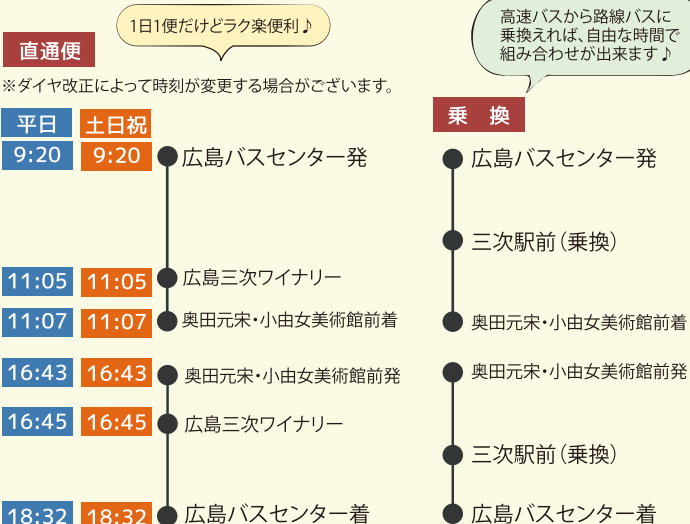 1日1便だけどラク楽便利♪
直通便
※ダイヤ改正によって時刻が変更する場合がございます。
平日 土日祝
9:20 9:20 広島バスセンター発
11:05 11:05 広島三次ワイナリー
11:07 11:07 奥田元宋・小由女美術館前着
16:43 16:43 奥田元宋・小由女美術館前発
16:45 16:45 広島三次ワイナリー
18:32 18:32 広島バスセンター着
高速バスから路線バスに
乗換えれば、自由な時間で
組み合わせが出来ます♪
乗 換
広島バスセンター発
三次駅前(乗換)
奥田元宋・小由女美術館前着
奥田元宋・小由女美術館前発
三次駅前(乗換)
広島バスセンター着